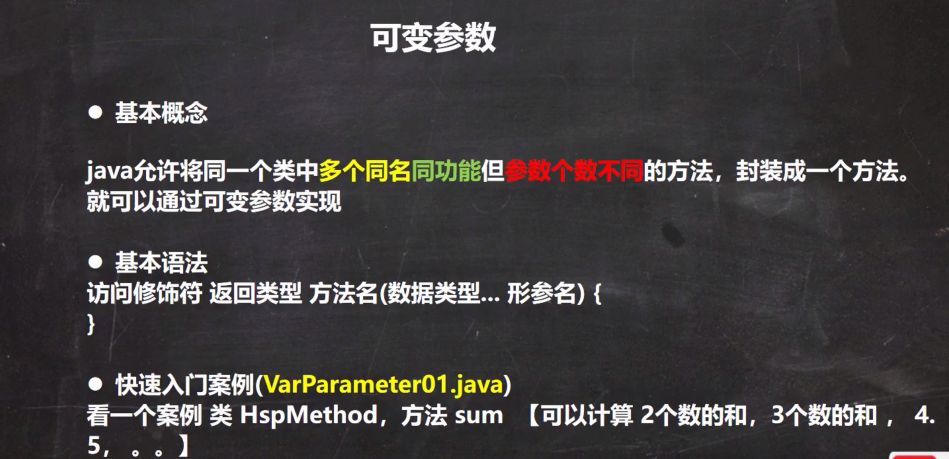 可变参数
● 基本概念
java允许将同一个类中多个同名同功能但参数个数不同的方法，封装成一个方法。
就可以通过可变参数实现
● 基本语法
访问修饰符 返回类型 方法名(数据类型... 形参名) {
}
● 快速入门案例(VarParameter01.java)
看一个案例 类 HspMethod，方法 sum 【可以计算 2个数的和，3个数的和 ， 4.
5， 。。】